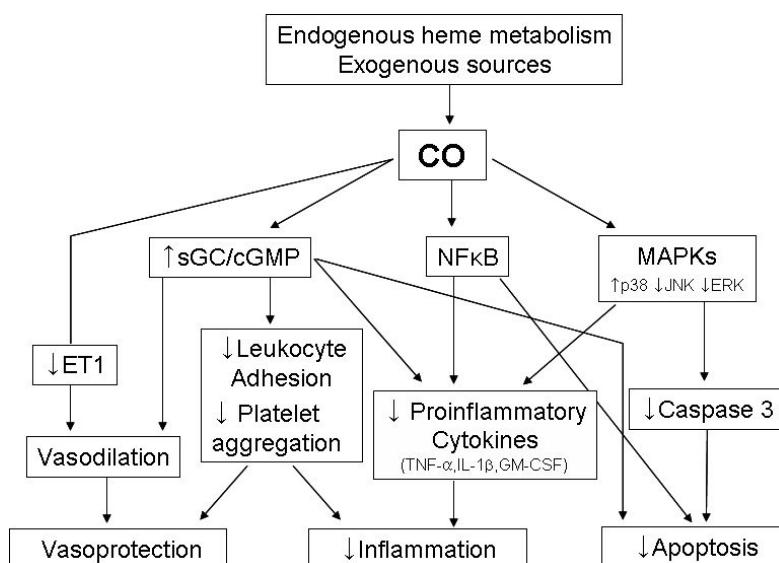 Endogenous heme metabolism
Exogenous sources
CO
↑sGC/cGMP
NFκB
MAPKs
↑p38 ↓JNK ↓ERK
↓ET1
↓Leukocyte
Adhesion
↓ Platelet
aggregation
↓ Proinflammatory
Cytokines
(TNF-α,IL-1β,GM-CSF)
↓Caspase 3
Vasodilation
Vasoprotection
↓Inflammation
↓Apoptosis